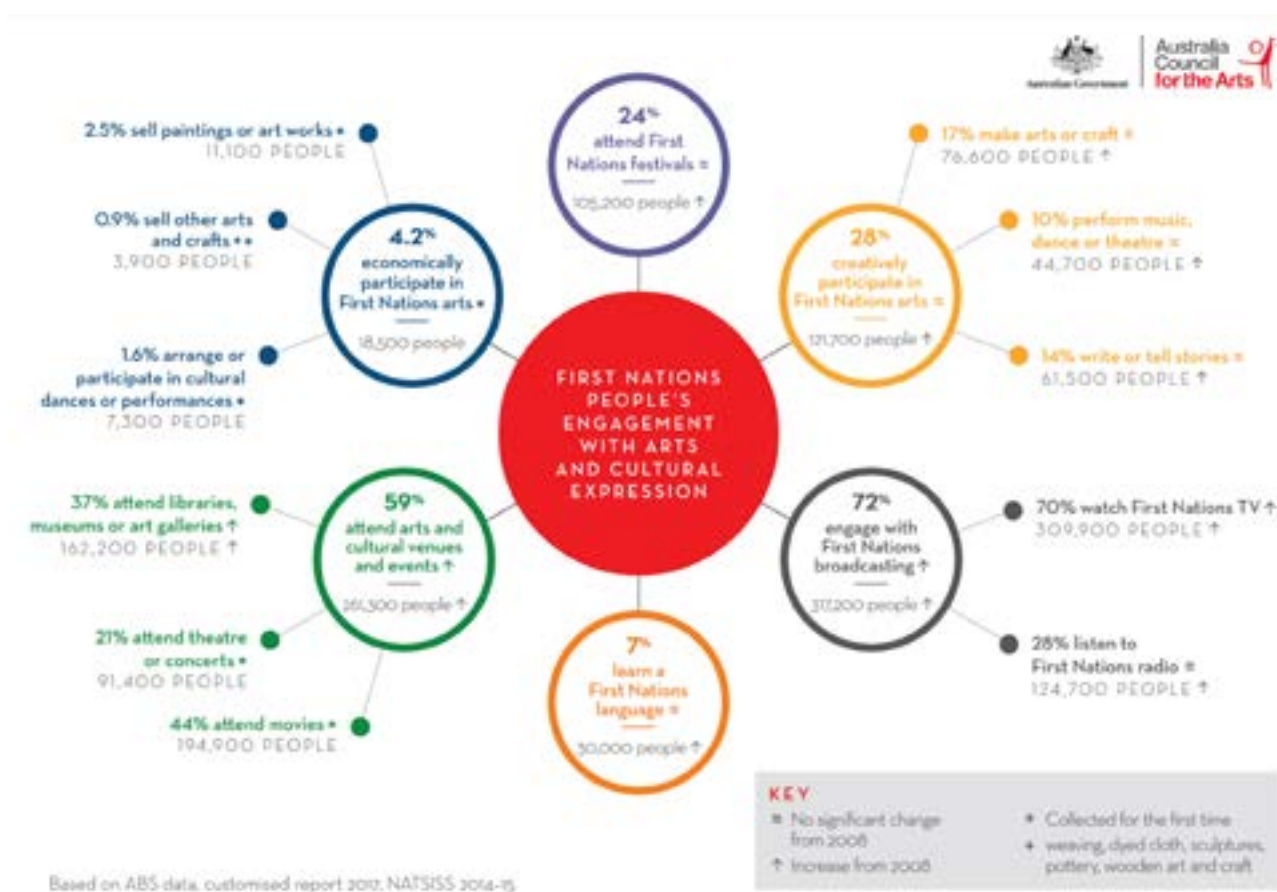 Australian Government
Australia
Council
for the Arts
24%
attend First
Nations festivals =
105,200 people ↑
2.5% sell paintings or art works *
11,100 PEOPLE
0.9% sell other arts
and crafts * +
3,900 PEOPLE
1.6% arrange or
participate in cultural
dances or performances *
7,300 PEOPLE
4.2%
economically
participate in
First Nations arts *
18,500 people
17% make arts or craft =
76,600 PEOPLE ↑
10% perform music,
dance or theatre =
44,700 PEOPLE ↑
14% write or tell stories =
61,500 PEOPLE ↑
28%
creatively
participate in
First Nations arts =
121,700 people ↑
FIRST NATIONS
PEOPLE'S
ENGAGEMENT
WITH ARTS
AND CULTURAL
EXPRESSION
37% attend libraries,
museums or art galleries ↑
162,200 PEOPLE ↑
21% attend theatre
or concerts *
91,400 PEOPLE
44% attend movies *
194,900 PEOPLE
59%
attend arts and
cultural venues
and events ↑
261,300 people ↑
72%
engage with
First Nations
broadcasting ↑
317,200 people ↑
70% watch First Nations TV ↑
309,900 PEOPLE ↑
28% listen to
First Nations radio =
124,700 PEOPLE ↑
7%
learn a
First Nations
language =
30,000 people ↑
KEY
= No significant change
from 2008
↑ Increase from 2008
* Collected for the first time
+ weaving, dyed cloth, sculptures,
pottery, wooden art and craft
Based on ABS data, customised report 2017, NATSISS 2014-15